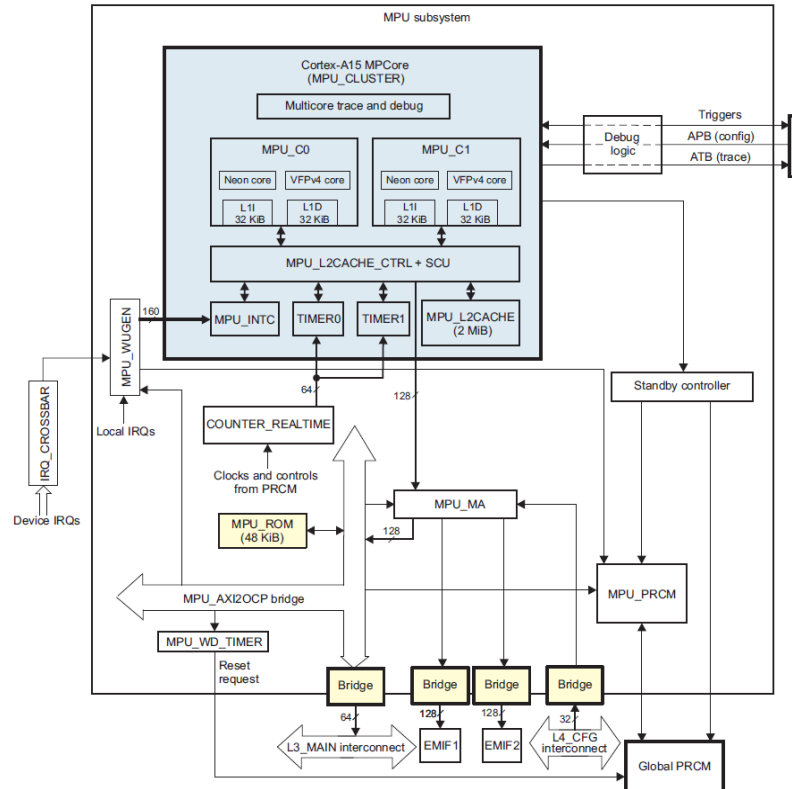 MPU subsystem
Cortex-A15 MPCore
(MPU_CLUSTER)
Multicore trace and debug
MPU_C0
Neon core
VFPv4 core
L1I
32 KiB
L1D
32 KiB
MPU_C1
Neon core
VFPv4 core
L1I
32 KiB
L1D
32 KiB
Debug
logic
Triggers
APB (config)
ATB (trace)
MPU_L2CACHE_CTRL + SCU
MPU_INTC
TIMER0
TIMER1
MPU_L2CACHE
(2 MiB)
160
MPU_WUGEN
64
128
Standby controller
IRQ_CROSSBAR
Local IRQs
Device IRQs
COUNTER_REALTIME
Clocks and controls
from PRCM
MPU_MA
MPU_ROM
(48 KiB)
128
MPU_AXI2OCP bridge
MPU_PRCM
MPU_WD_TIMER
Reset
request
Bridge
Bridge
Bridge
Bridge
64
128
128
32
L3_MAIN interconnect
EMIF1
EMIF2
L4_CFG
interconnect
Global PRCM